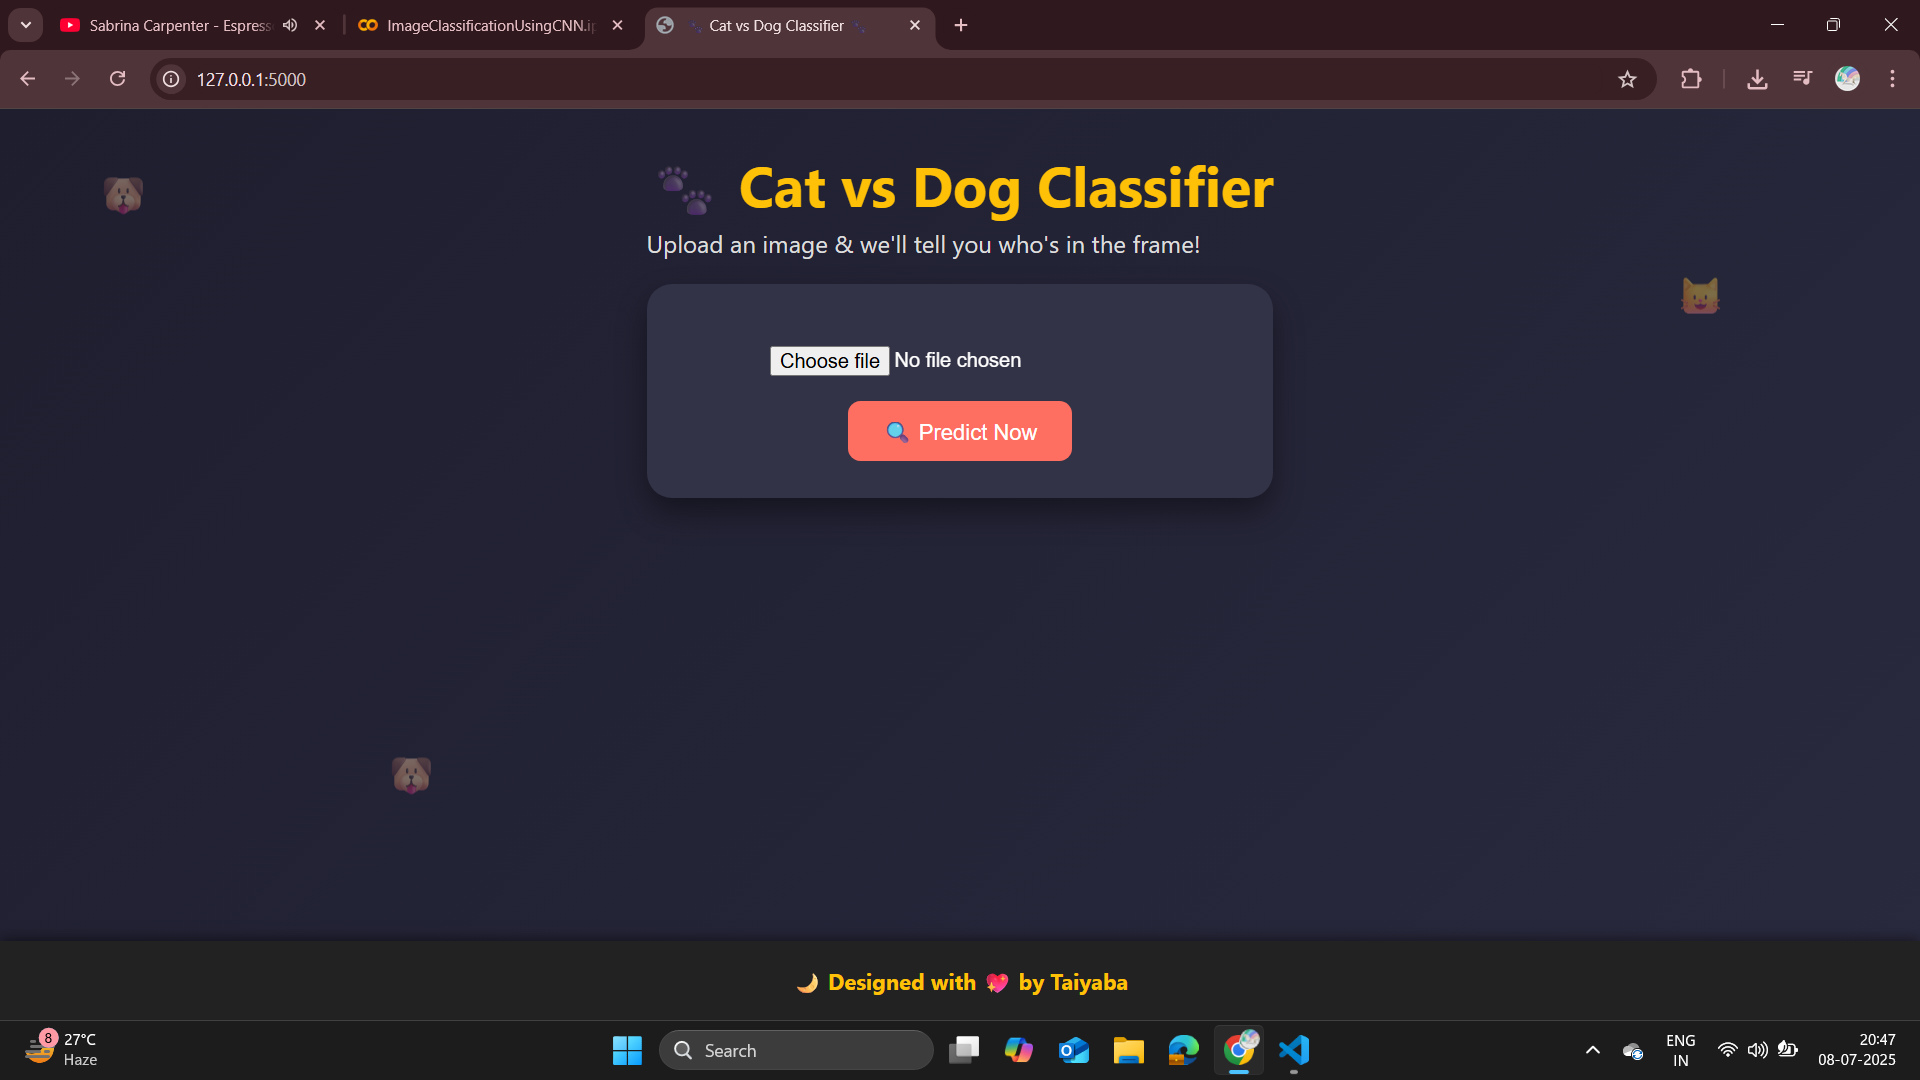 Sabrina Carpenter - Espress
ImageClassificationUsingCNN.ip
🐾 Cat vs Dog Classifier 🐾
127.0.0.1:5000
🐾 Cat vs Dog Classifier
Upload an image & we'll tell you who's in the frame!
Choose file No file chosen
🔍 Predict Now
🌙 Designed with 💖 by Taiyaba
8
27°C
Haze
Search
ENG
IN
20:47
08-07-2025